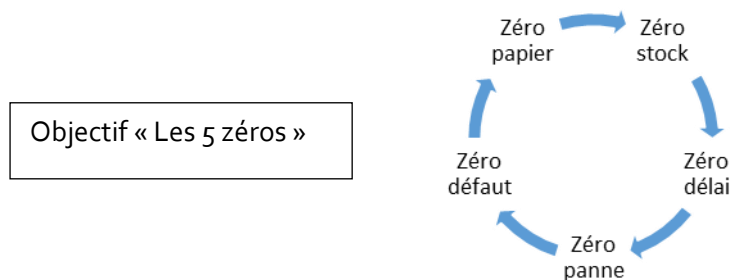 Objectif « Les 5 zéros »
Zéro
papier
Zéro
stock
Zéro
délai
Zéro
panne
Zéro
défaut